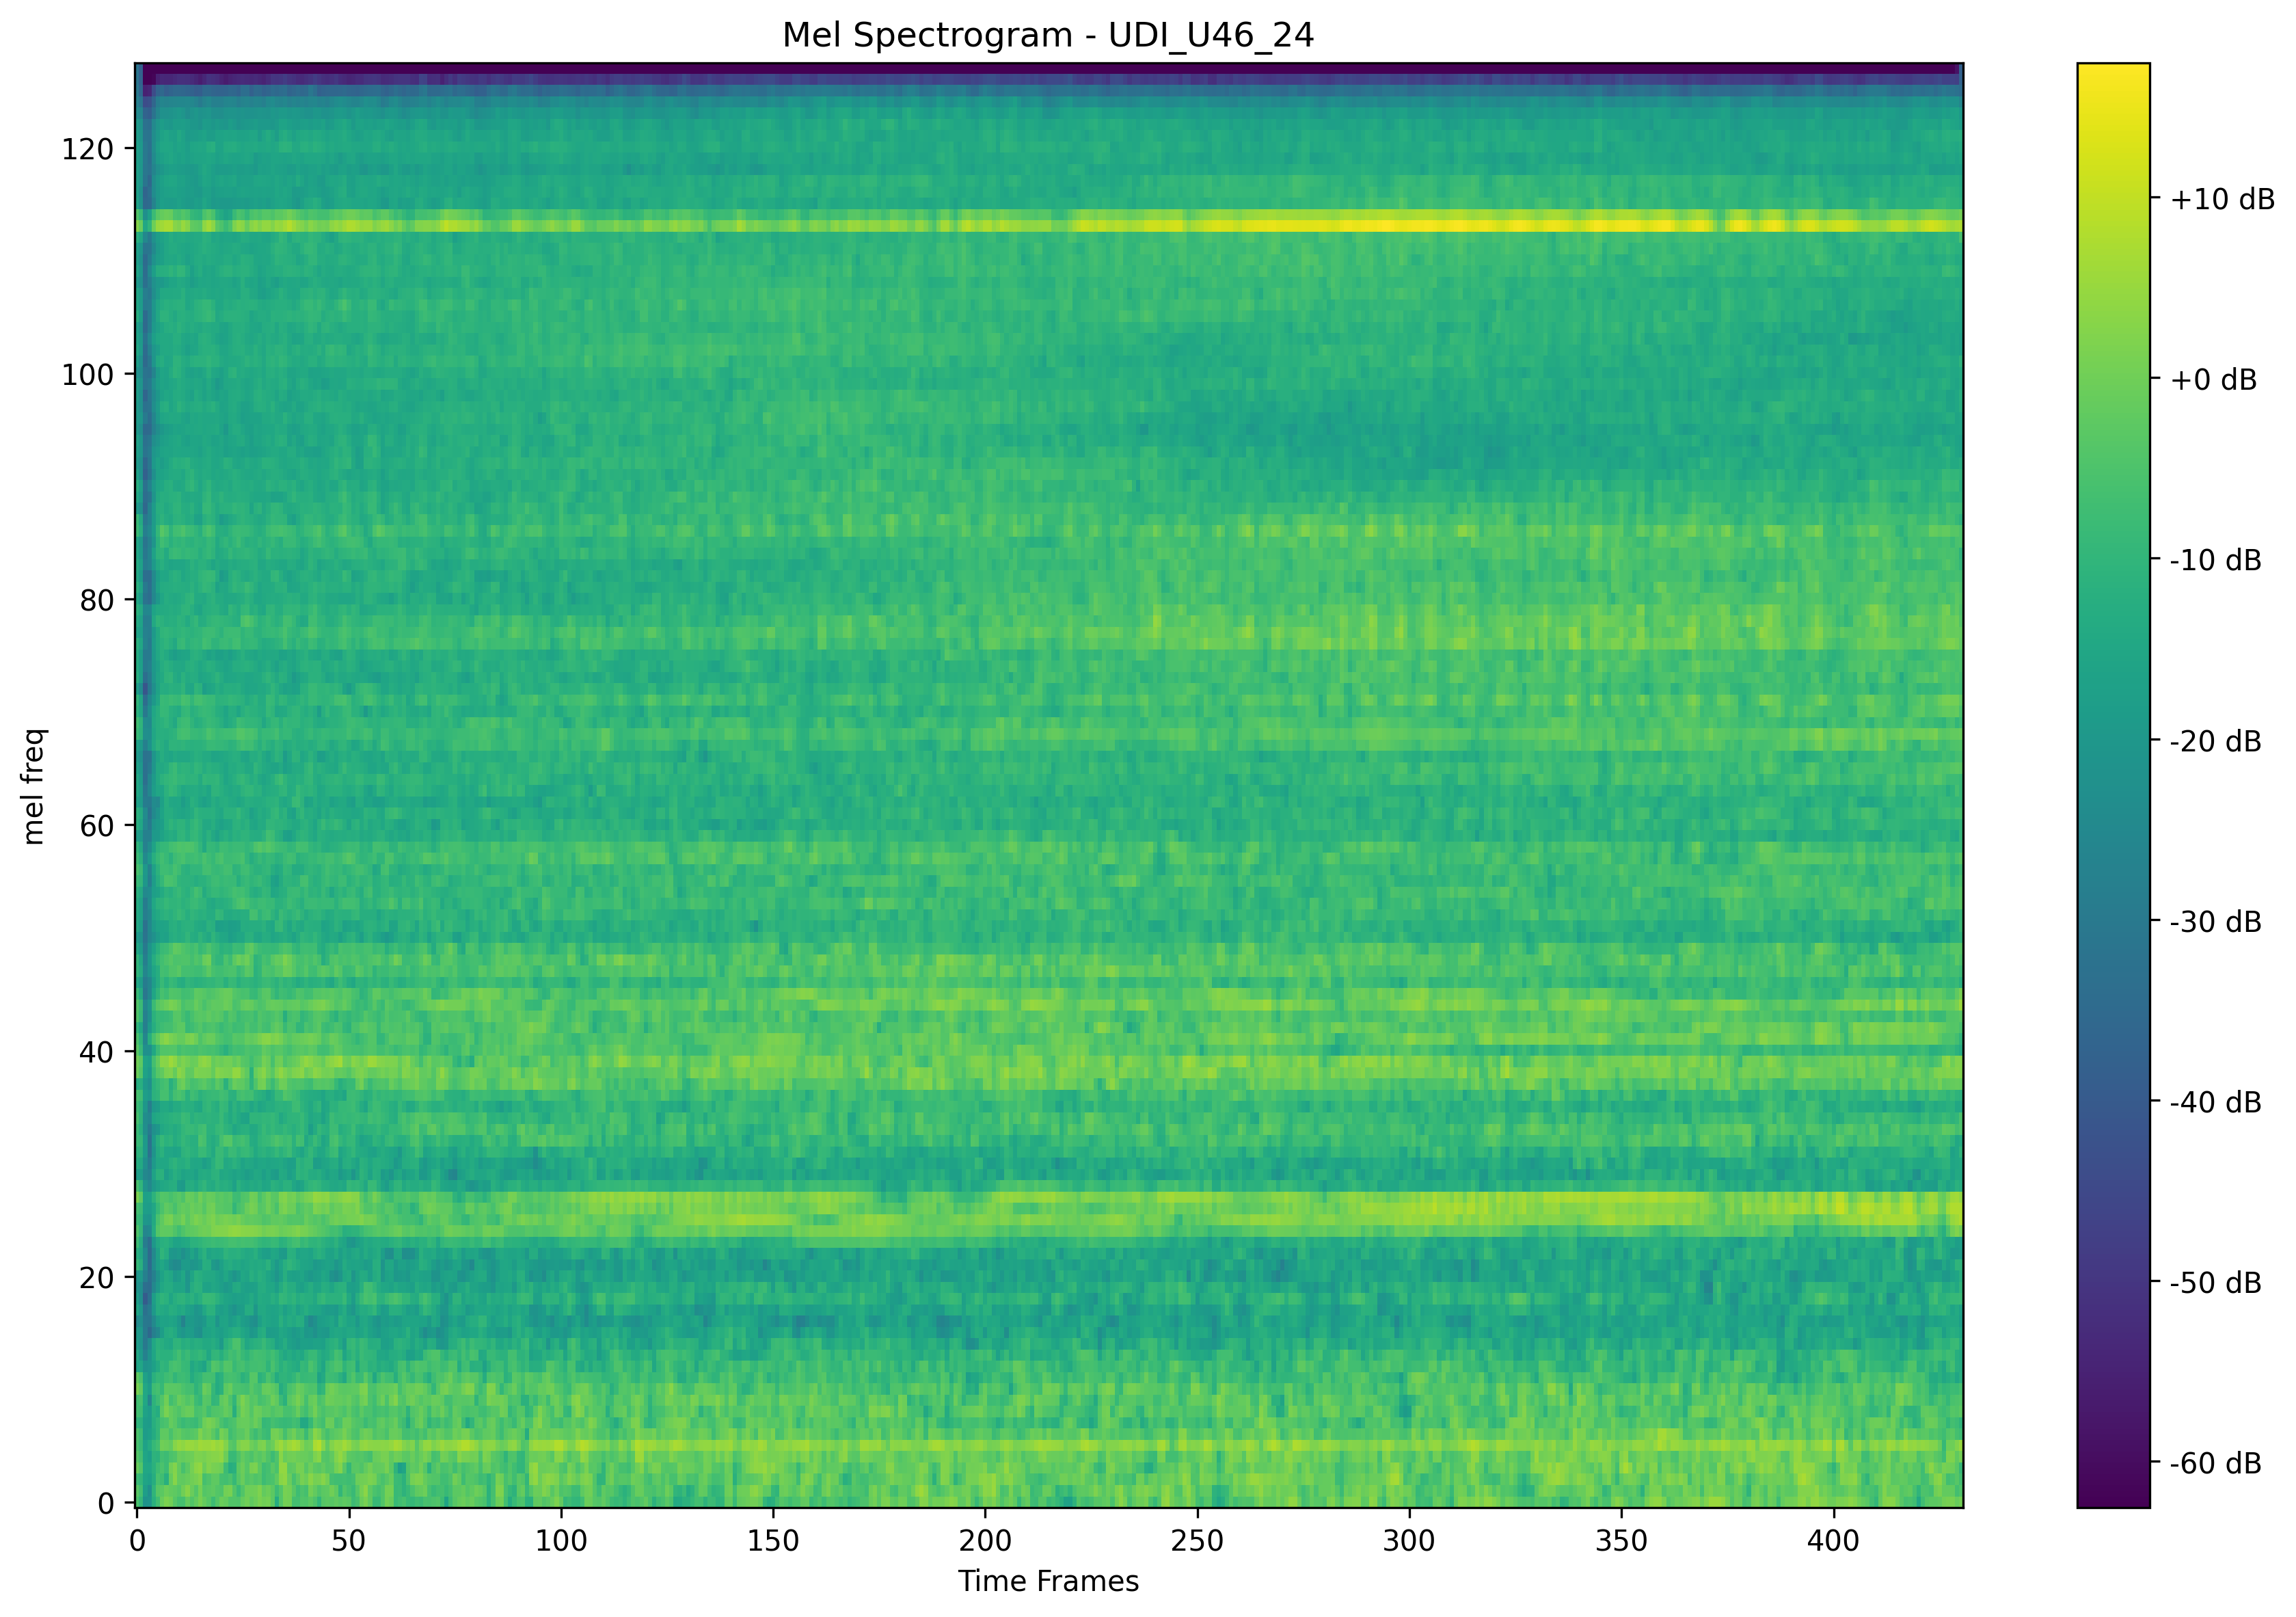 Mel Spectrogram - UDI_U46_24
mel freq
120
100
80
60
40
20
0
0 50 100 150 200 250 300 350 400
Time Frames
+10 dB
+0 dB
-10 dB
-20 dB
-30 dB
-40 dB
-50 dB
-60 dB